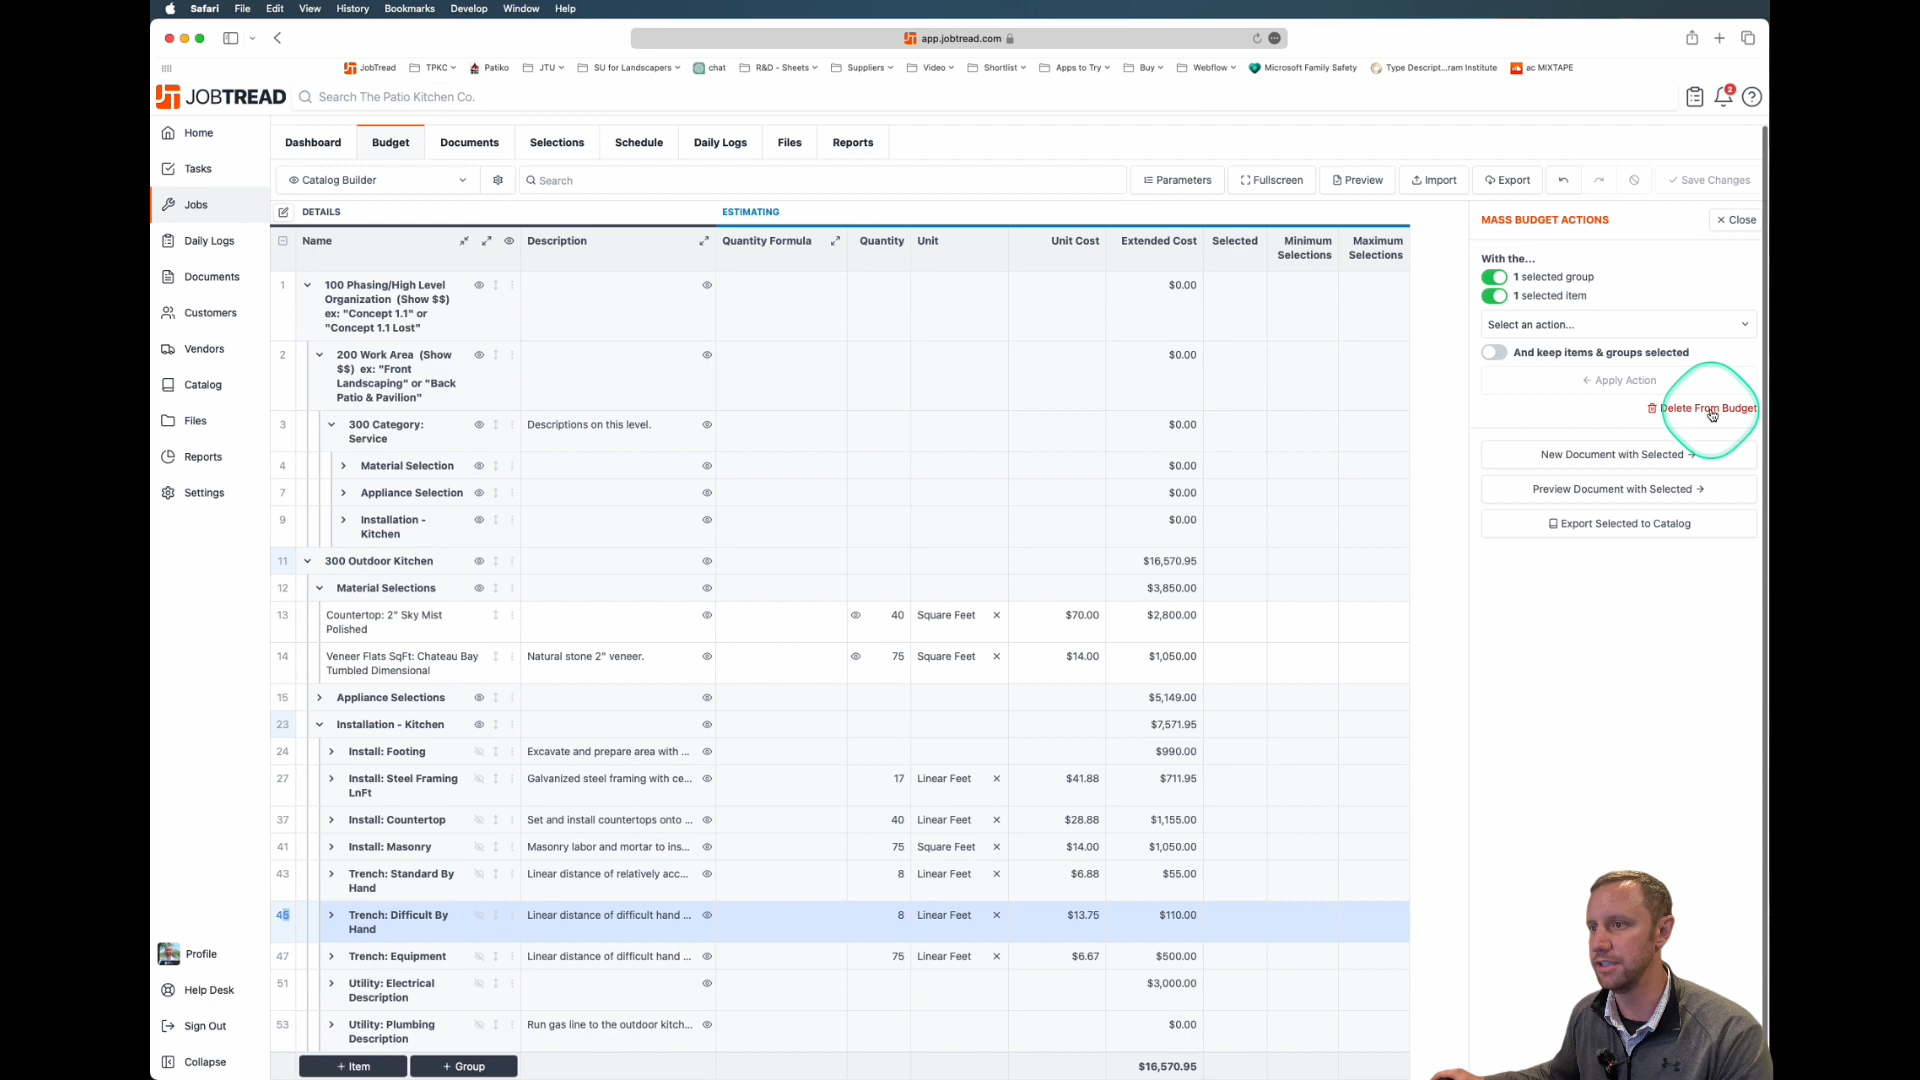 Safari File Edit View History Bookmarks Develop Window Help
app.jobtread.com
JobTread TPKC Patiko JTU SU for Landscapers chat R&D - Sheets Suppliers Video Shortlist Apps to Try Buy Webflow Microsoft Family Safety Type Descript...ram Institute ac MIXTAPE
JOBTREAD Search The Patio Kitchen Co. 2
Home
Tasks
Jobs
Daily Logs
Documents
Customers
Vendors
Catalog
Files
Reports
Settings
Profile
Help Desk
Sign Out
Collapse
Dashboard Budget Documents Selections Schedule Daily Logs Files Reports
Catalog Builder Search Parameters Fullscreen Preview Import Export Save Changes
DETAILS ESTIMATING
Name Description Quantity Formula Quantity Unit Unit Cost Extended Cost Selected Minimum Maximum
Selections Selections
1 100 Phasing/High Level $0.00
Organization (Show $$)
ex: "Concept 1.1" or
"Concept 1.1 Lost"
2 200 Work Area (Show $0.00
$$) ex: "Front
Landscaping" or "Back
Patio & Pavilion"
3 300 Category: Descriptions on this level. $0.00
Service
4 Material Selection $0.00
7 Appliance Selection $0.00
9 Installation - $0.00
Kitchen
11 300 Outdoor Kitchen $16,570.95
12 Material Selections $3,850.00
13 Countertop: 2" Sky Mist 40 Square Feet $70.00 $2,800.00
Polished
14 Veneer Flats SqFt: Chateau Bay Natural stone 2" veneer. 75 Square Feet $14.00 $1,050.00
Tumbled Dimensional
15 Appliance Selections $5,149.00
23 Installation - Kitchen $7,571.95
24 Install: Footing Excavate and prepare area with ... $990.00
27 Install: Steel Framing Galvanized steel framing with ce... 17 Linear Feet $41.88 $711.95
LnFt
37 Install: Countertop Set and install countertops onto ... 40 Linear Feet $28.88 $1,155.00
41 Install: Masonry Masonry labor and mortar to ins... 75 Square Feet $14.00 $1,050.00
43 Trench: Standard By Linear distance of relatively acc... 8 Linear Feet $6.88 $55.00
Hand
45 Trench: Difficult By Linear distance of difficult hand ... 8 Linear Feet $13.75 $110.00
Hand
47 Trench: Equipment Linear distance of difficult hand ... 75 Linear Feet $6.67 $500.00
51 Utility: Electrical $3,000.00
Description
53 Utility: Plumbing Run gas line to the outdoor kitch... $0.00
Description
+ Item + Group $16,570.95
MASS BUDGET ACTIONS Close
With the...
1 selected group
1 selected item
Select an action...
And keep items & groups selected
Apply Action
Delete From Budget
New Document with Selected
Preview Document with Selected
Export Selected to Catalog